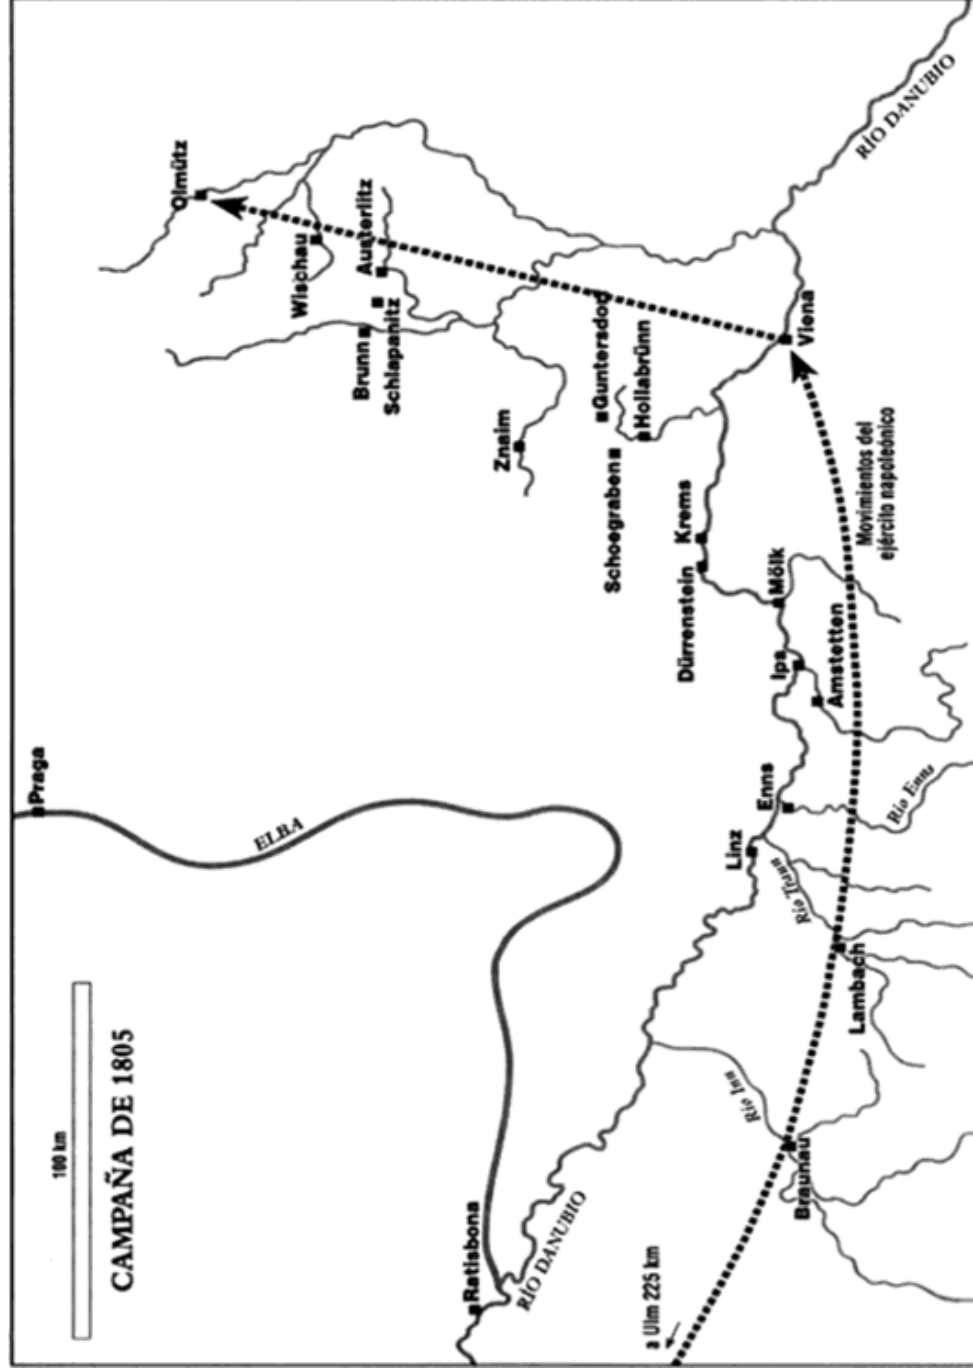 100 km
CAMPAÑA DE 1805
Praga
ELBA
Olmütz
Wischau
Austerlitz
Brunn
Schlapanitz
Znaim
Guntersdorf
Hollabrünn
Schoegraben
Krems
Dürrenstein
Mölk
Ips
Amstetten
Enns
Río Enns
Linz
Río Traun
Lambach
Río Inn
Braunau
Ratisbona
RÍO DANUBIO
a Ulm 225 km
Movimientos del
ejército napoleónico
Viena
RÍO DANUBIO